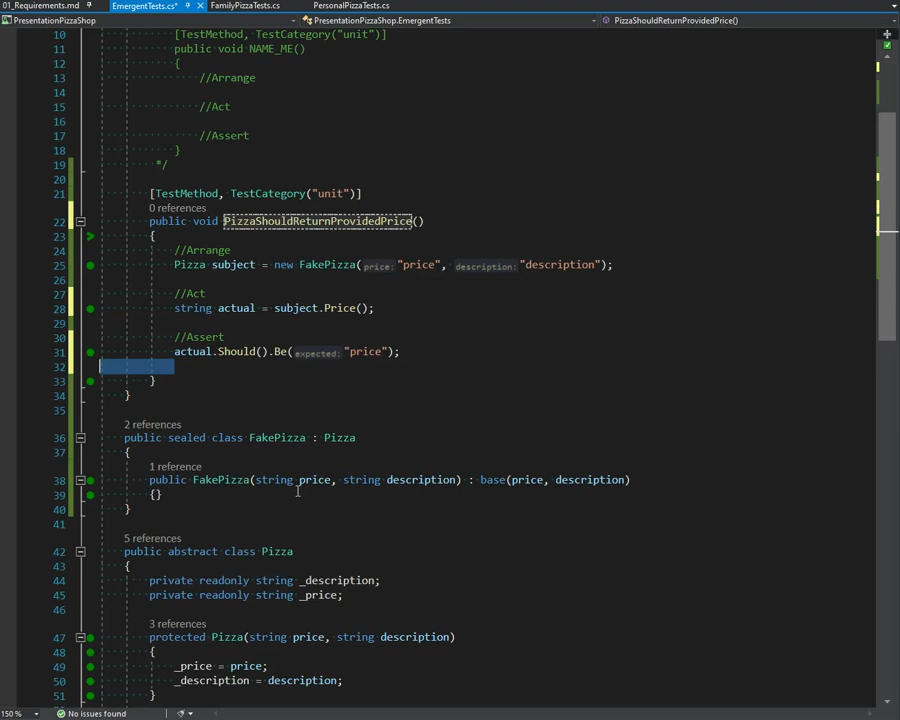 01_Requirements.md
EmergentTests.cs*
FamilyPizzaTests.cs
PersonalPizzaTests.cs
PresentationPizzaShop
PresentationPizzaShop.EmergentTests
PizzaShouldReturnProvidedPrice()
10 [TestMethod, TestCategory("unit")]
11 public void NAME_ME()
12 {
13 //Arrange
14
15 //Act
16
17 //Assert
18 }
19 */
20
21 [TestMethod, TestCategory("unit")]
0 references
22 public void PizzaShouldReturnProvidedPrice()
23 {
24 //Arrange
25 Pizza subject = new FakePizza(price: "price", description: "description");
26
27 //Act
28 string actual = subject.Price();
29
30 //Assert
31 actual.Should().Be(expected: "price");
32
33 }
34 }
35
2 references
36 public sealed class FakePizza : Pizza
37 {
1 reference
38 public FakePizza(string price, string description) : base(price, description)
39 {}
40 }
41
5 references
42 public abstract class Pizza
43 {
44 private readonly string _description;
45 private readonly string _price;
46
3 references
47 protected Pizza(string price, string description)
48 {
49 _price = price;
50 _description = description;
51 }
150 %
No issues found